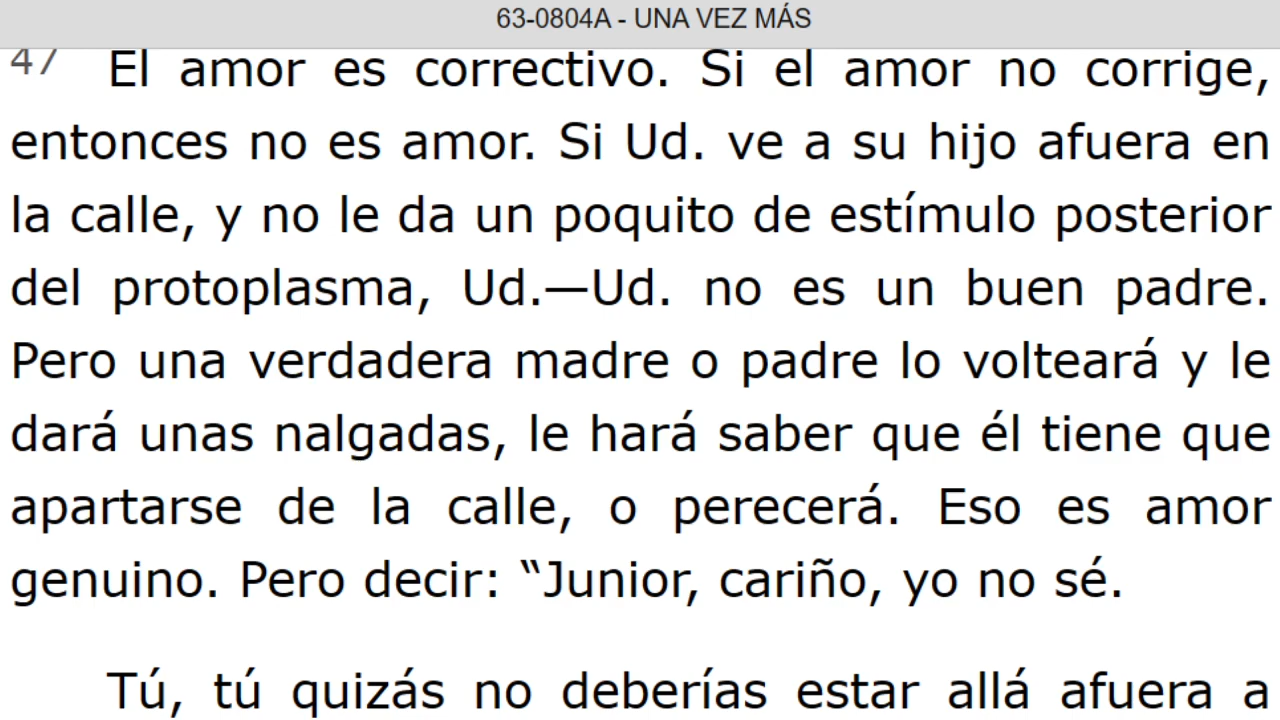 63-0804A - UNA VEZ MÁS
47 El amor es correctivo. Si el amor no corrige,
entonces no es amor. Si Ud. ve a su hijo afuera en
la calle, y no le da un poquito de estímulo posterior
del protoplasma, Ud.—Ud. no es un buen padre.
Pero una verdadera madre o padre lo volteará y le
dará unas nalgadas, le hará saber que él tiene que
apartarse de la calle, o perecerá. Eso es amor
genuino. Pero decir: “Junior, cariño, yo no sé.
Tú, tú quizás no deberías estar allá afuera a